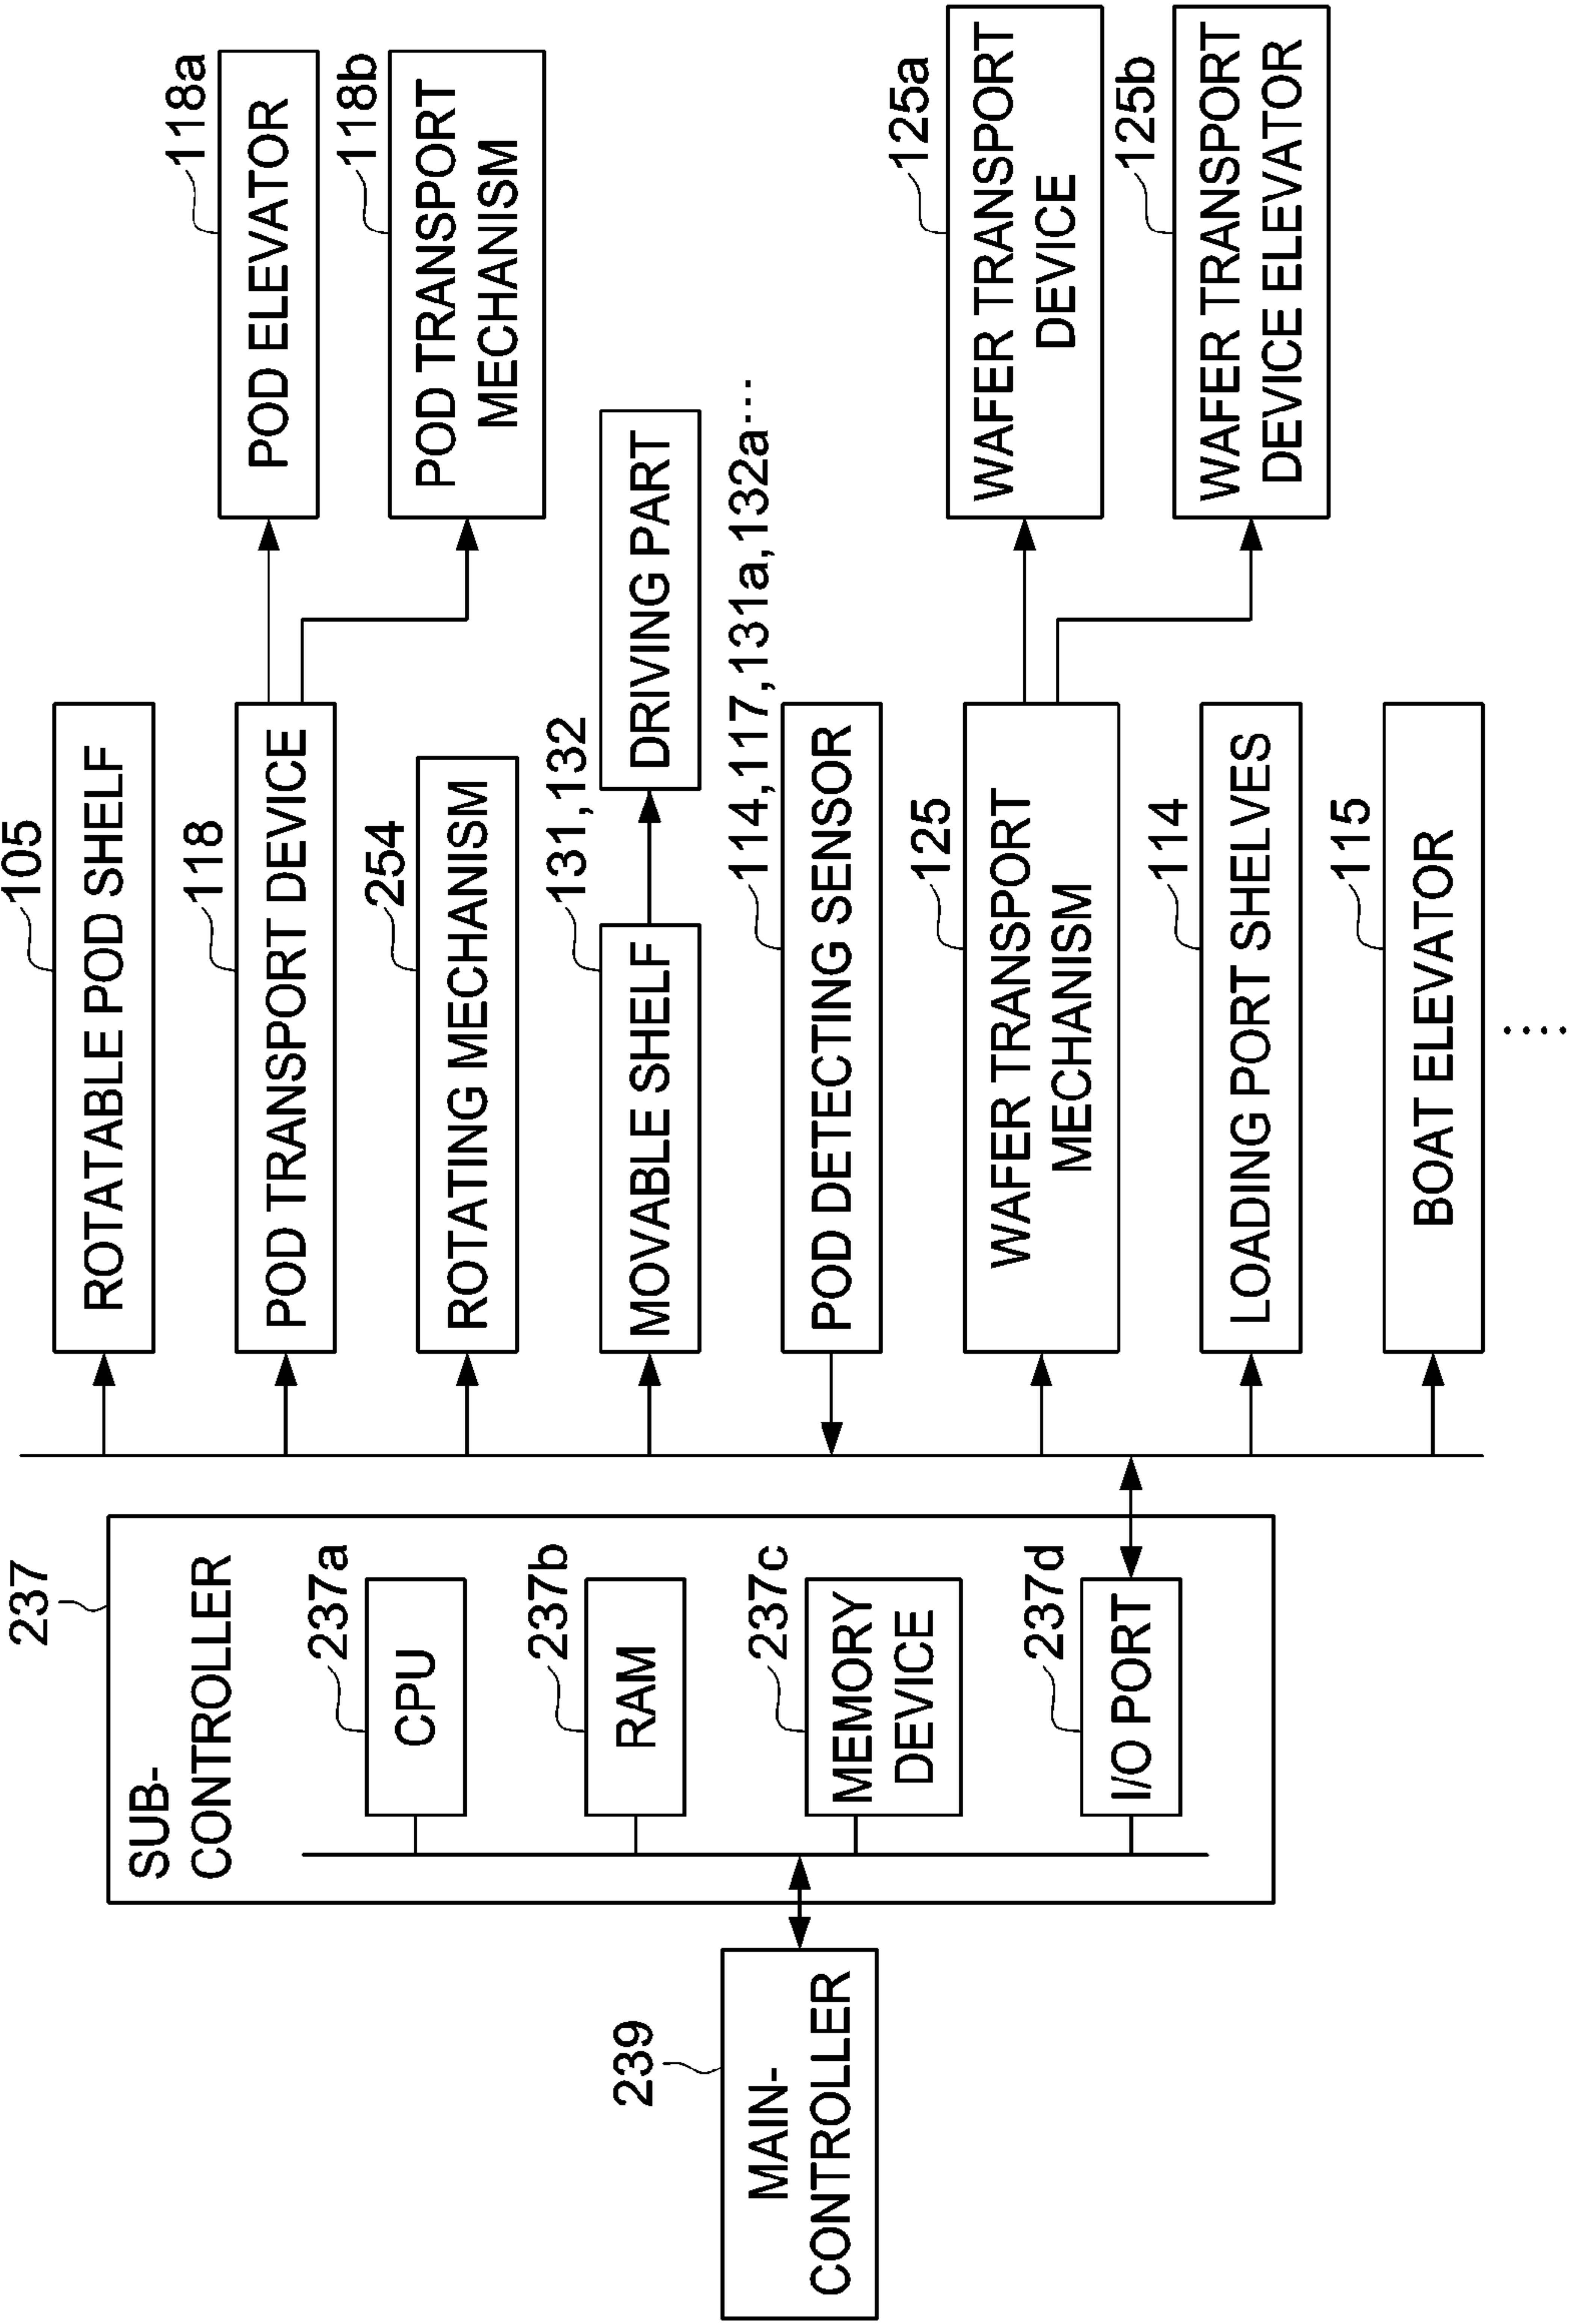 239
MAIN-
CONTROLLER
237
SUB-
CONTROLLER
237a
CPU
237b
RAM
237c
MEMORY
DEVICE
237d
I/O PORT
105
ROTATABLE POD SHELF
118
POD TRANSPORT DEVICE
118a
POD ELEVATOR
118b
POD TRANSPORT
MECHANISM
254
ROTATING MECHANISM
131,132
MOVABLE SHELF
DRIVING PART
114,117,131a,132a···
POD DETECTING SENSOR
125
WAFER TRANSPORT
MECHANISM
125a
WAFER TRANSPORT
DEVICE
125b
WAFER TRANSPORT
DEVICE ELEVATOR
114
LOADING PORT SHELVES
115
BOAT ELEVATOR
····